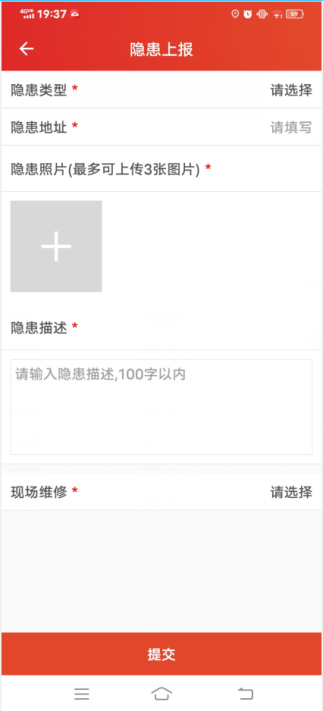 19:37
隐患上报
隐患类型 * 请选择
隐患地址 * 请填写
隐患照片(最多可上传3张图片) *
隐患描述 *
请输入隐患描述,100字以内
现场维修 * 请选择
提交